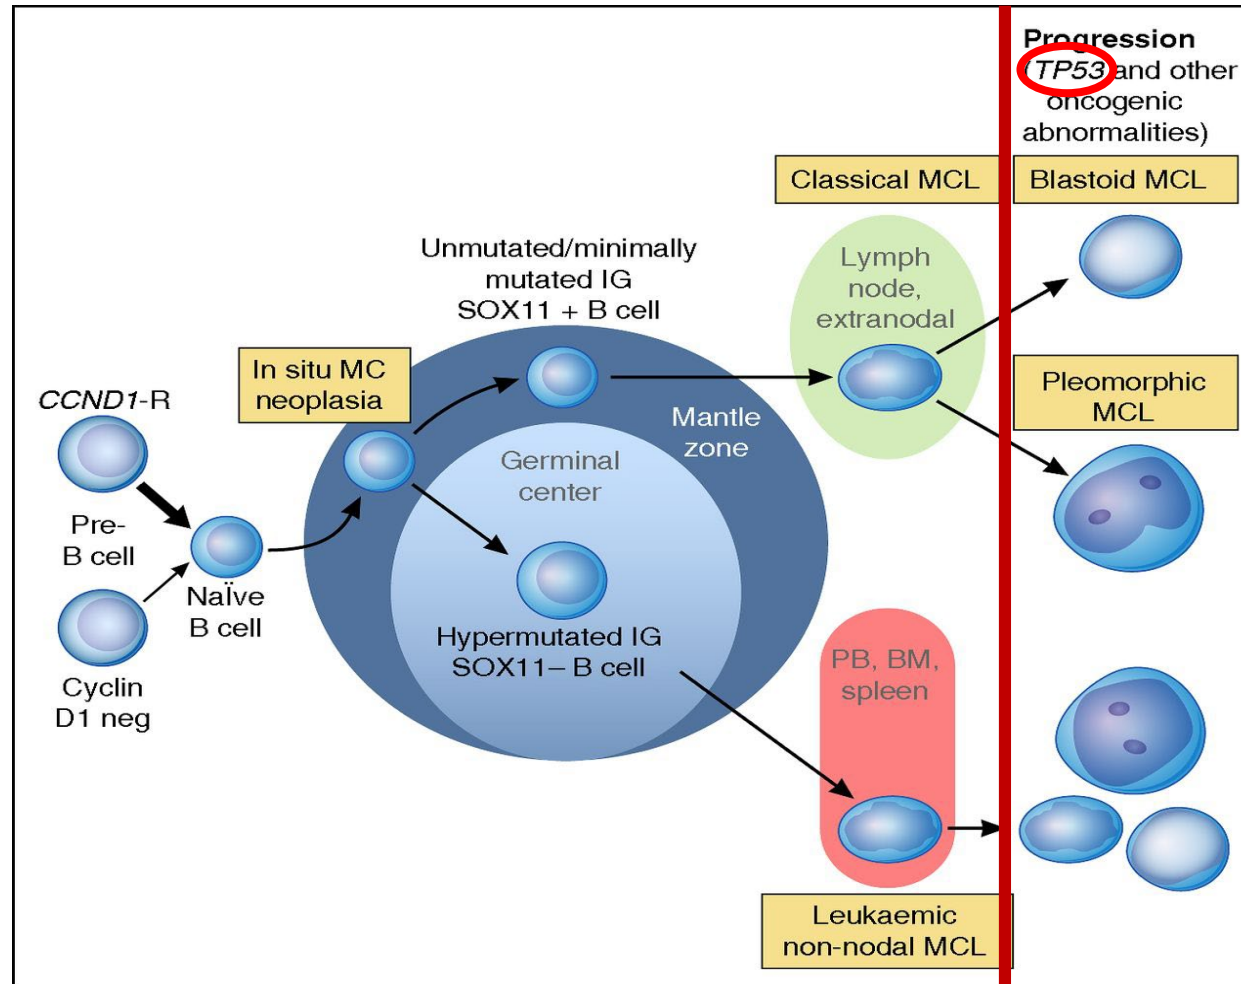 Progression
(TP53 and other
oncogenic
abnormalities)
Classical MCL
Blastoid MCL
Unmutated/minimally
mutated IG
SOX11 + B cell
Lymph
node,
extranodal
In situ MC
neoplasia
CCND1-R
Mantle
zone
Pleomorphic
MCL
Germinal
center
Pre-
B cell
Naïve
B cell
Hypermutated IG
SOX11– B cell
PB, BM,
spleen
Cyclin
D1 neg
Leukaemic
non-nodal MCL